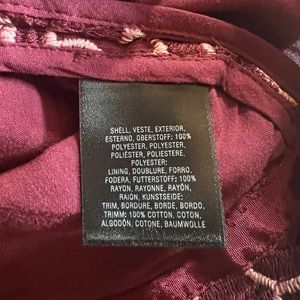 SHELL, VESTE, EXTERIOR,
ESTERNO, OBERSTOFF: 100%
POLYESTER, POLYESTER,
POLIÉSTER, POLIESTERE,
POLYESTER;
LINING, DOUBLURE, FORRO,
FODERA, FUTTERSTOFF: 100%
RAYON, RAYONNE, RAYÓN,
RAION, KUNSTSEIDE;
TRIM, BORDURE, BORDE, BORDO,
TRIMM: 100% COTTON, COTON,
ALGODÓN, COTONE, BAUMWOLLE